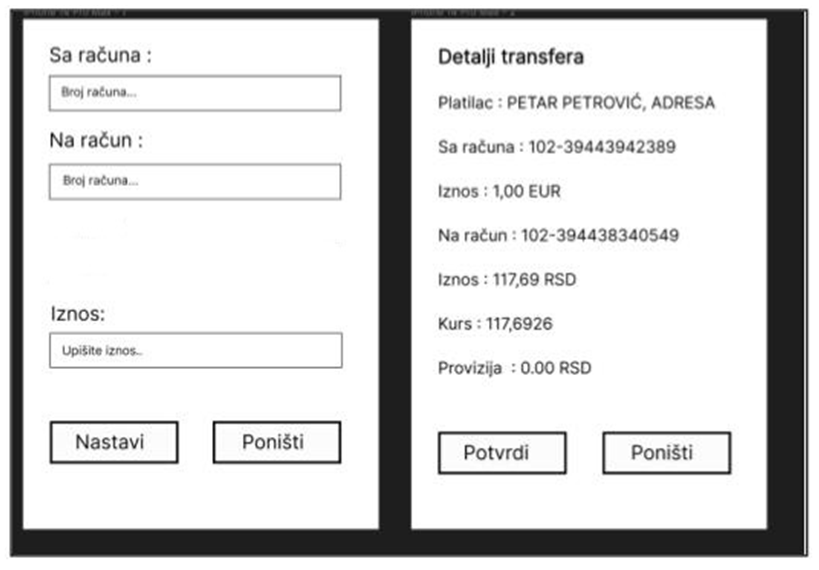 Sa računa :
Broj računa...
Na račun :
Broj računa...
Iznos:
Upišite iznos..
Nastavi
Poništi
Detalji transfera
Platilac : PETAR PETROVIĆ, ADRESA
Sa računa : 102-39443942389
Iznos : 1,00 EUR
Na račun : 102-394438340549
Iznos : 117,69 RSD
Kurs : 117,6926
Provizija : 0.00 RSD
Potvrdi
Poništi